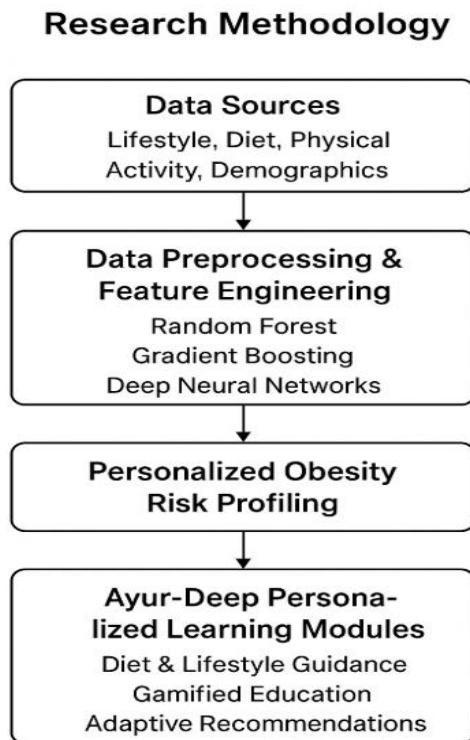 Research Methodology
Data Sources
Lifestyle, Diet, Physical
Activity, Demographics
Data Preprocessing &
Feature Engineering
Random Forest
Gradient Boosting
Deep Neural Networks
Personalized Obesity
Risk Profiling
Ayur-Deep Persona-
lized Learning Modules
Diet & Lifestyle Guidance
Gamified Education
Adaptive Recommendations